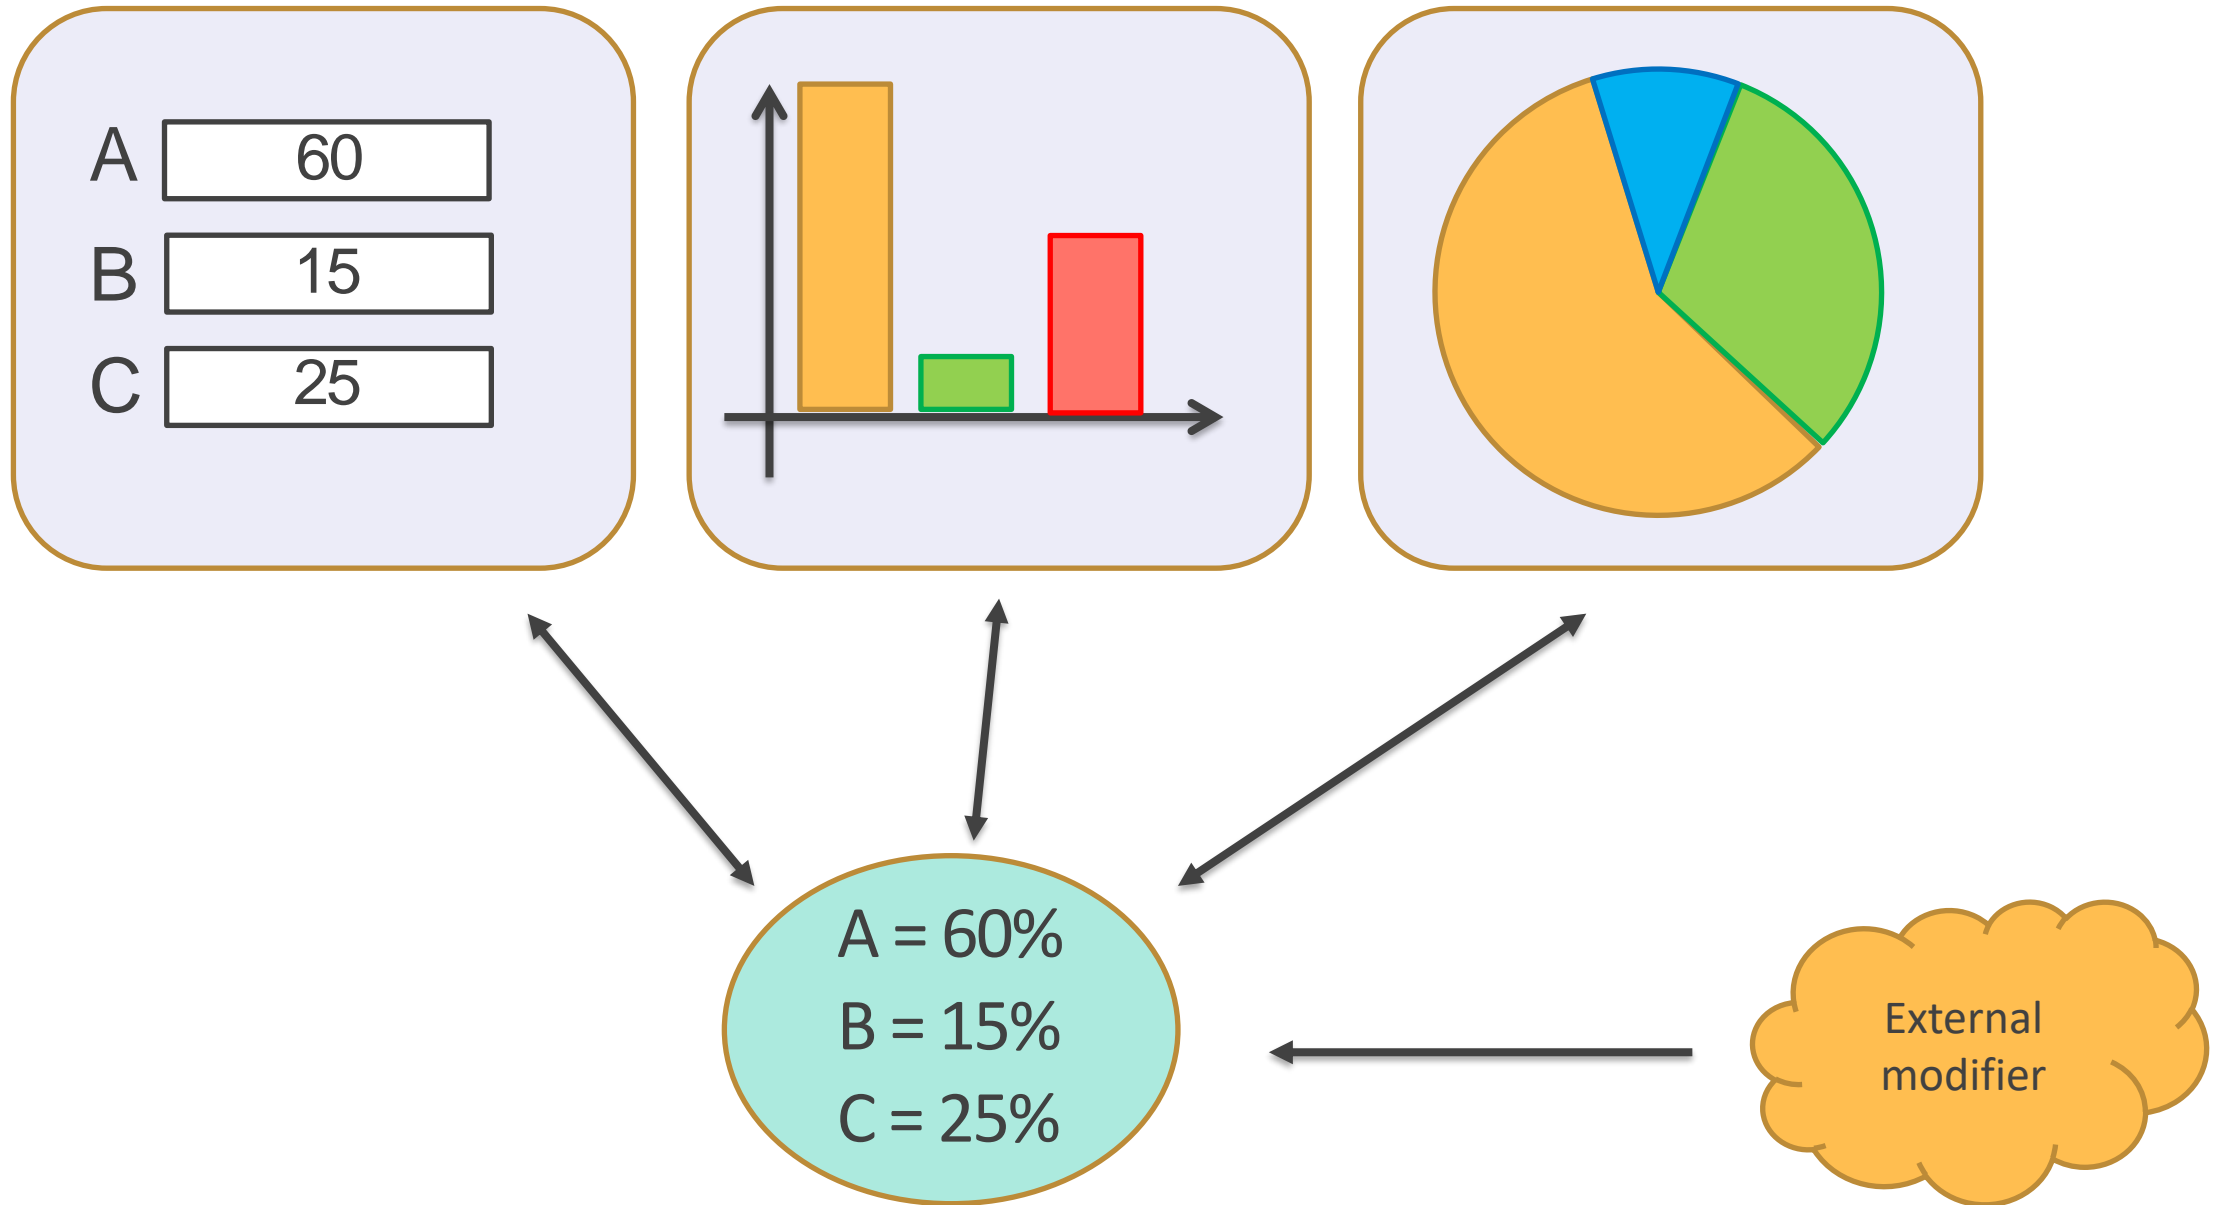 A 60
B 15
C 25
A = 60%
B = 15%
C = 25%
External
modifier